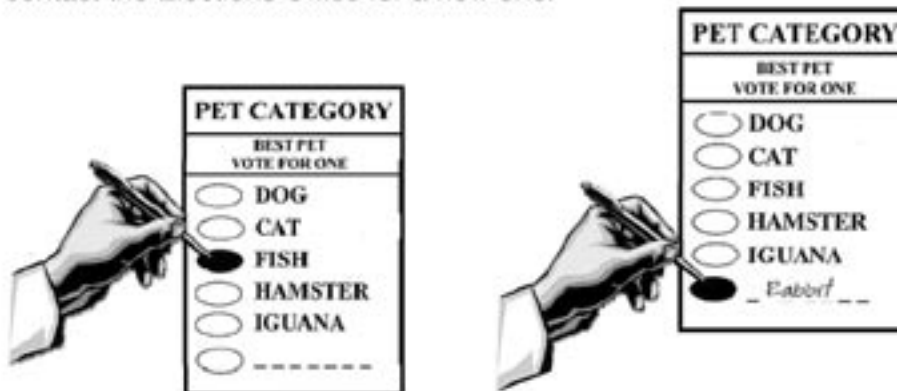 PET CATEGORY
BEST PET
VOTE FOR ONE
DOG
CAT
FISH
HAMSTER
IGUANA
PET CATEGORY
BEST PET
VOTE FOR ONE
DOG
CAT
FISH
HAMSTER
IGUANA
Rabbit